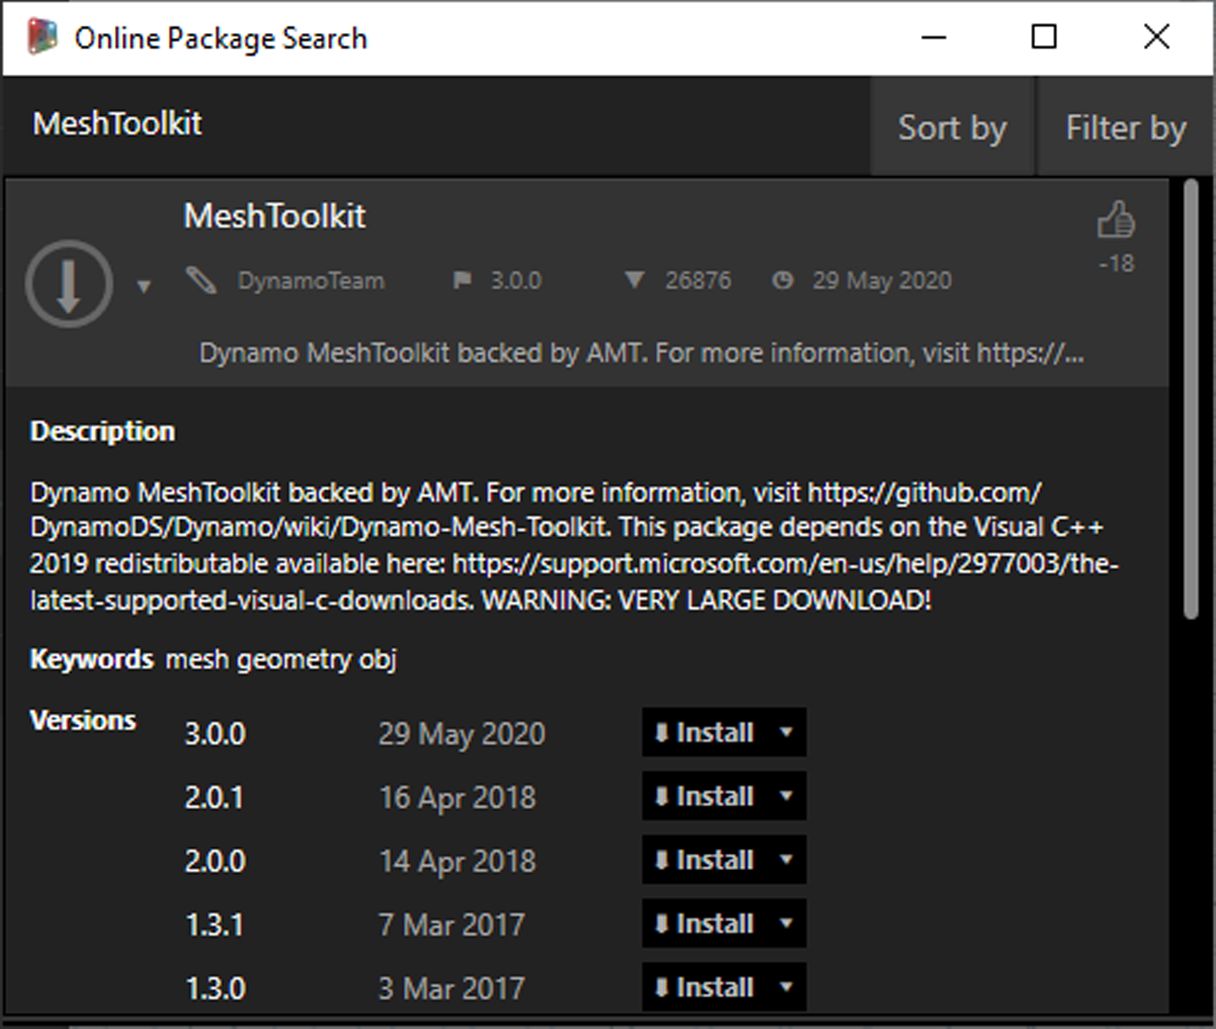 Online Package Search
MeshToolkit
Sort by
Filter by
MeshToolkit
DynamoTeam 3.0.0 26876 29 May 2020
-18
Dynamo MeshToolkit backed by AMT. For more information, visit https://...
Description
Dynamo MeshToolkit backed by AMT. For more information, visit https://github.com/
DynamoDS/Dynamo/wiki/Dynamo-Mesh-Toolkit. This package depends on the Visual C++
2019 redistributable available here: https://support.microsoft.com/en-us/help/2977003/the-
latest-supported-visual-c-downloads. WARNING: VERY LARGE DOWNLOAD!
Keywords mesh geometry obj
Versions 3.0.0 29 May 2020 Install
2.0.1 16 Apr 2018 Install
2.0.0 14 Apr 2018 Install
1.3.1 7 Mar 2017 Install
1.3.0 3 Mar 2017 Install